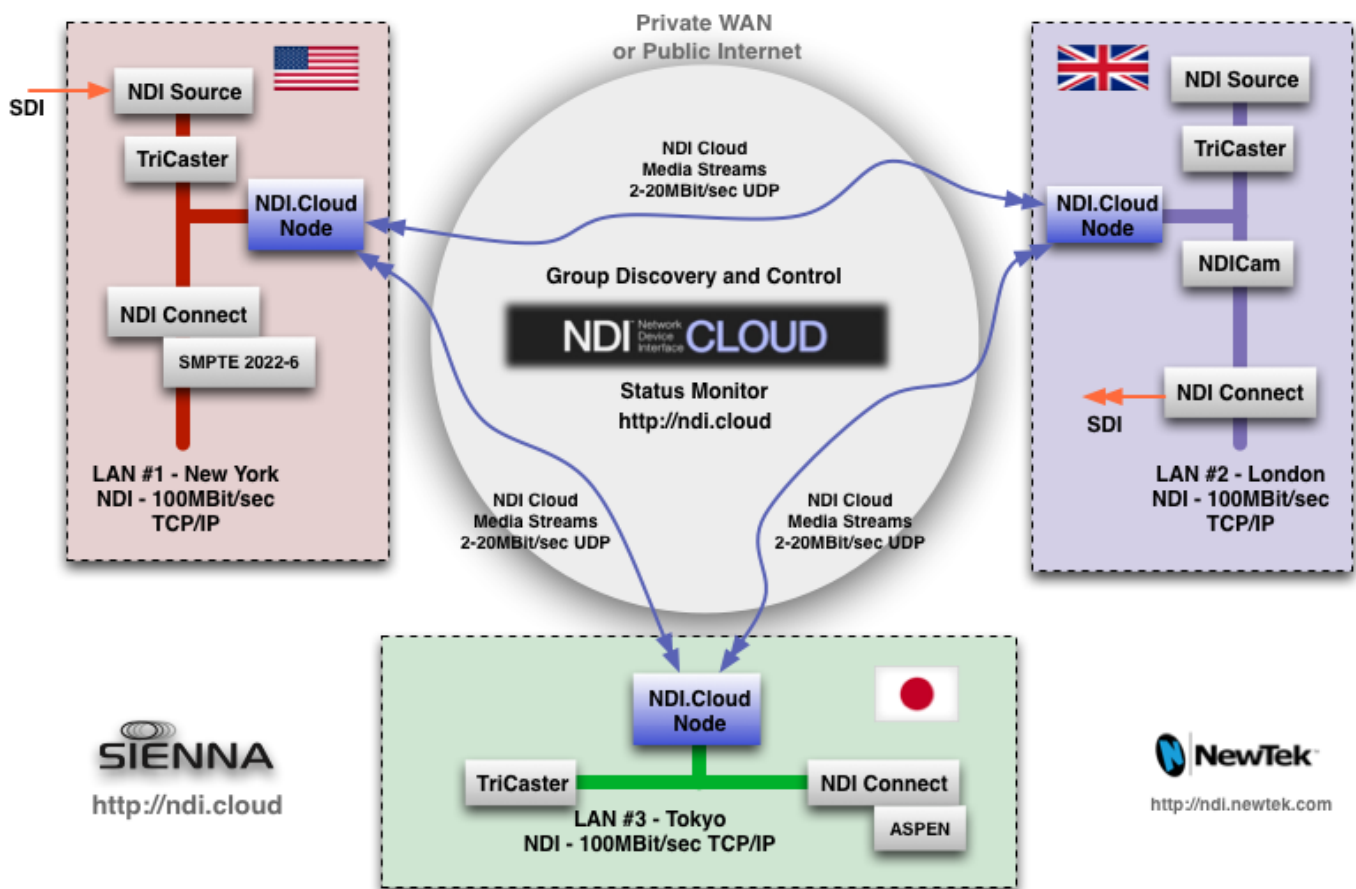 Private WAN
or Public Internet
SDI
NDI Source
TriCaster
NDI.Cloud
Node
NDI Connect
SMPTE 2022-6
LAN #1 - New York
NDI - 100MBit/sec
TCP/IP
NDI Cloud
Media Streams
2-20MBit/sec UDP
Group Discovery and Control
NDI™ Network
Device
Interface CLOUD
Status Monitor
http://ndi.cloud
NDI Cloud
Media Streams
2-20MBit/sec UDP
NDI Cloud
Media Streams
2-20MBit/sec UDP
NDI Source
TriCaster
NDI.Cloud
Node
NDICam
NDI Connect
SDI
LAN #2 - London
NDI - 100MBit/sec
TCP/IP
NDI.Cloud
Node
TriCaster
NDI Connect
ASPEN
LAN #3 - Tokyo
NDI - 100MBit/sec TCP/IP
SIENNA
http://ndi.cloud
NewTek™
http://ndi.newtek.com